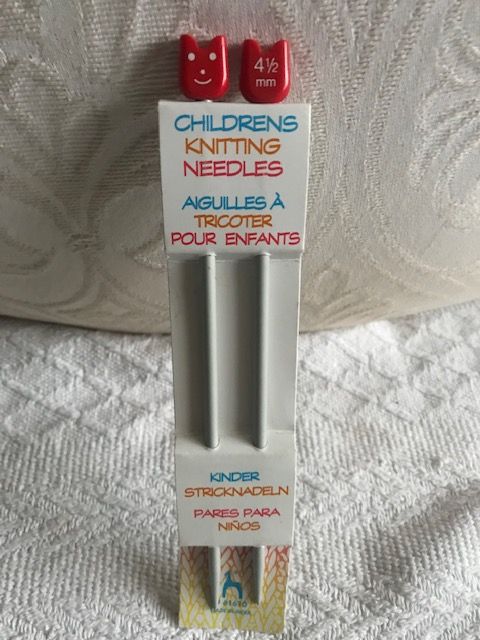 4½
mm
CHILDRENS
KNITTING
NEEDLES
AIGUILLES À
TRICOTER
POUR ENFANTS
KINDER
STRICKNADELN
PARES PARA
NIÑOS